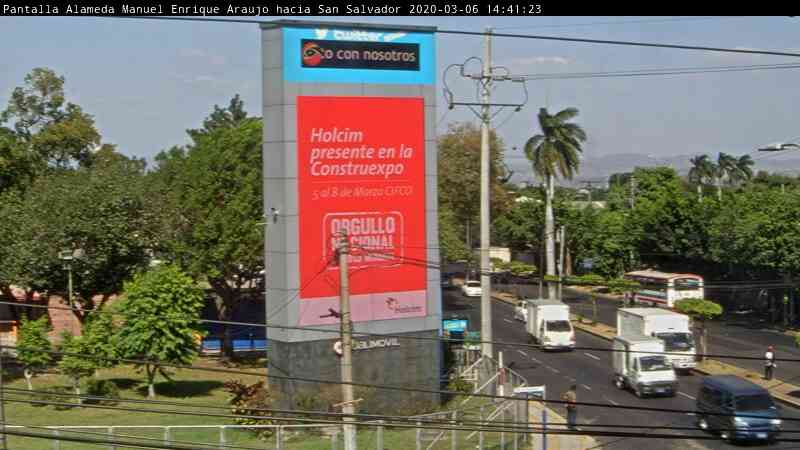 Pantalla Alameda Manuel Enrique Araujo hacia San Salvador 2020-03-06 14:41:23
twitter
o con nosotros
Holcim
presente en la
Construexpo
5 al 8 de Marzo CIFCO
ORGULLO
NACIONAL
Holcim